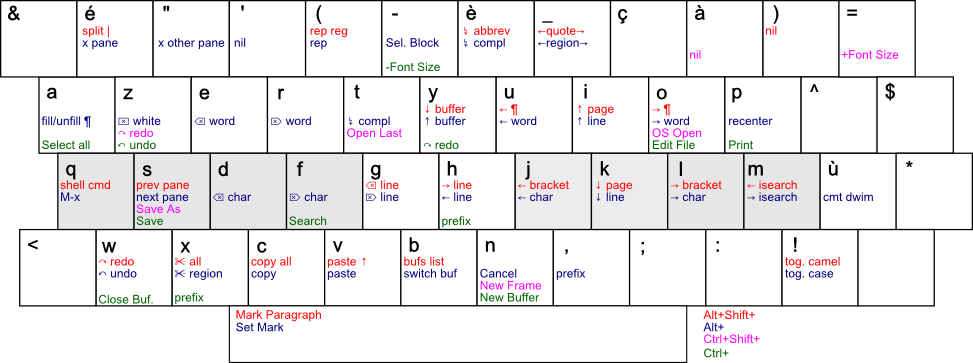 & é " ' ( - è _ ç à ) =
split | rep reg ↳ abbrev ←quote→ nil
x pane x other pane nil rep Sel. Block ↳ compl ←region→
nil +Font Size
-Font Size
a z e r t y u i o p ^ $
↓ buffer ← ¶ ↑ page → ¶
fill/unfill ¶ ⌫ white ⌫ word ⌦ word ↳ compl ↑ buffer ← word ↑ line → word recenter
↷ redo Open Last OS Open
Select all ↶ undo ↷ redo Edit File Print
q s d f g h j k l m ù *
shell cmd prev pane ⌫ line → line ← bracket ↓ page → bracket ← isearch
M-x next pane ⌫ char ⌦ char ⌦ line ← line ← char ↓ line → char → isearch cmt dwim
Save As
Save Search prefix
< w x c v b n , ; : !
↷ redo ✂ all copy all paste ↑ bufs list tog. camel
↶ undo ✂ region copy paste switch buf Cancel prefix tog. case
New Frame
Close Buf. prefix New Buffer
Mark Paragraph Alt+Shift+
Set Mark Alt+
Ctrl+Shift+
Ctrl+